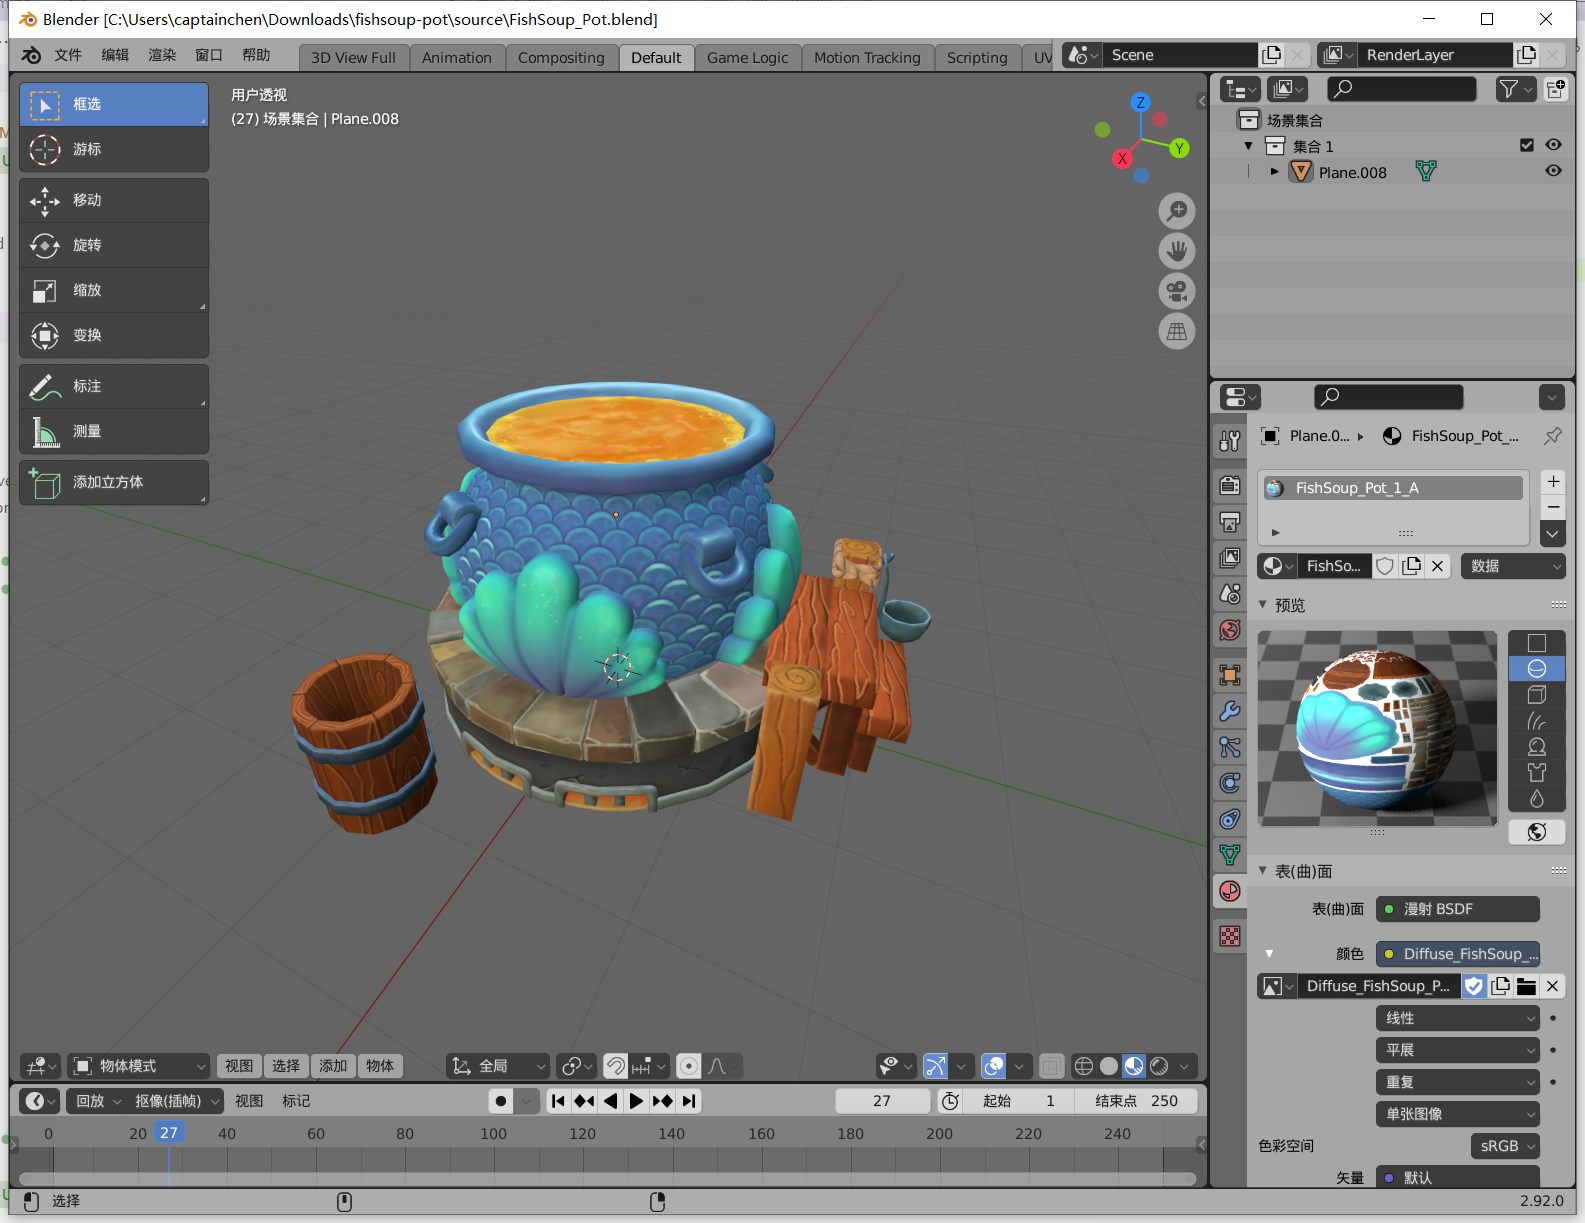 Blender [C:\Users\captainchen\Downloads\fishsoup-pot\source\FishSoup_Pot.blend]
文件 编辑 渲染 窗口 帮助 3D View Full Animation Compositing Default Game Logic Motion Tracking Scripting UV Scene RenderLayer
框选
游标
移动
旋转
缩放
变换
标注
测量
添加立方体
用户透视
(27) 场景集合 | Plane.008
Z
Y
X
场景集合
集合 1
Plane.008
Plane.0... FishSoup_Pot_...
FishSoup_Pot_1_A
FishSo... 数据
预览
表(曲)面
表(曲)面 漫射 BSDF
颜色 Diffuse_FishSoup_...
Diffuse_FishSoup_P...
线性
平展
重复
单张图像
色彩空间 sRGB
矢量 默认
物体模式 视图 选择 添加 物体 全局
回放 抠像(插帧) 视图 标记 27 起始 1 结束点 250
0 20 27 40 60 80 100 120 140 160 180 200 220 240
选择 2.92.0